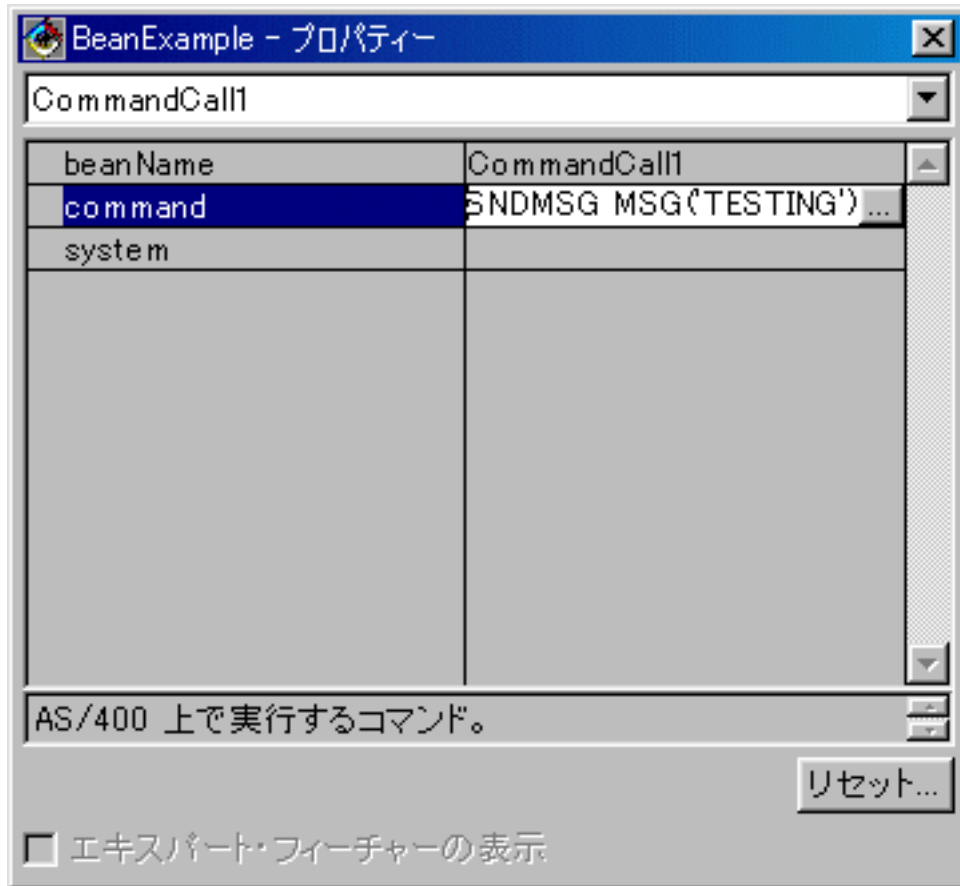 BeanExample - プロパティー
CommandCall1
beanName CommandCall1
command SNDMSG MSG('TESTING') ...
system
AS/400 上で実行するコマンド。
リセット...
エキスパート・フィーチャーの表示